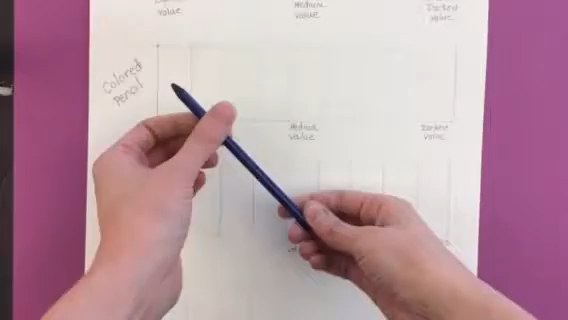 value
Medium
value
Darkest
value
Colored
Pencil
Medium
value
Darkest
value